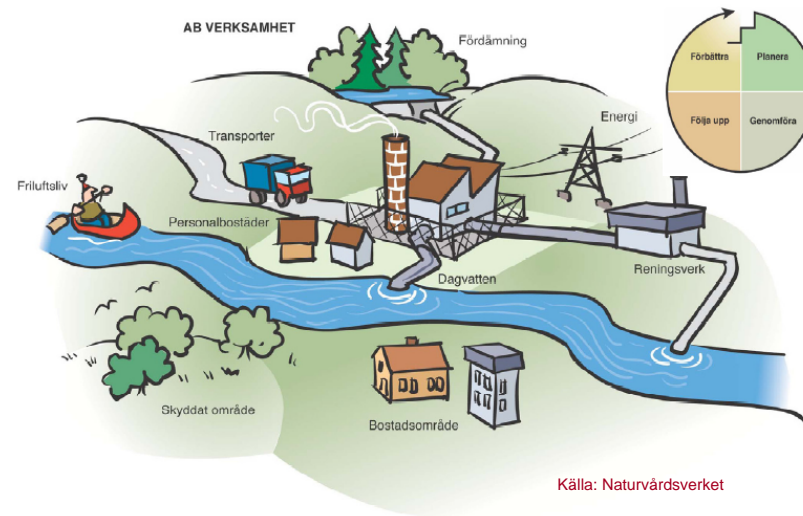 AB VERKSAMHET
Fördämning
Förbättra
Planera
Följa upp
Genomföra
Energi
Transporter
Friluftsliv
Personalbostäder
Reningsverk
Dagvatten
Skyddat område
Bostadsområde
Källa: Naturvårdsverket